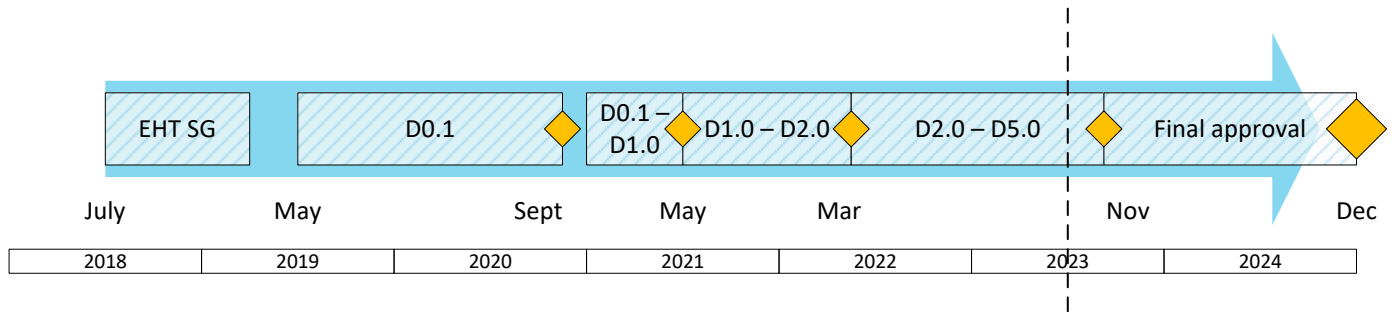 EHT SG
D0.1
D0.1 –
D1.0
D1.0 – D2.0
D2.0 – D5.0
Final approval
July
May
Sept
May
Mar
Nov
Dec
2018
2019
2020
2021
2022
2023
2024